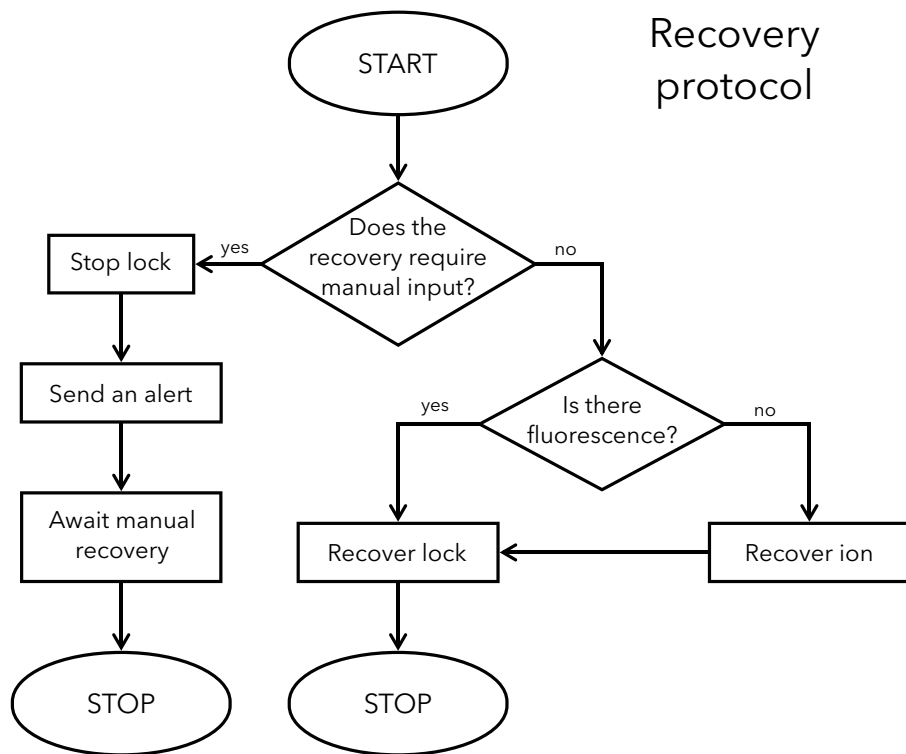 Recovery
protocol
START
Does the
recovery require
manual input?
yes
no
Stop lock
Send an alert
Is there
fluorescence?
yes
no
Await manual
recovery
Recover lock
Recover ion
STOP
STOP